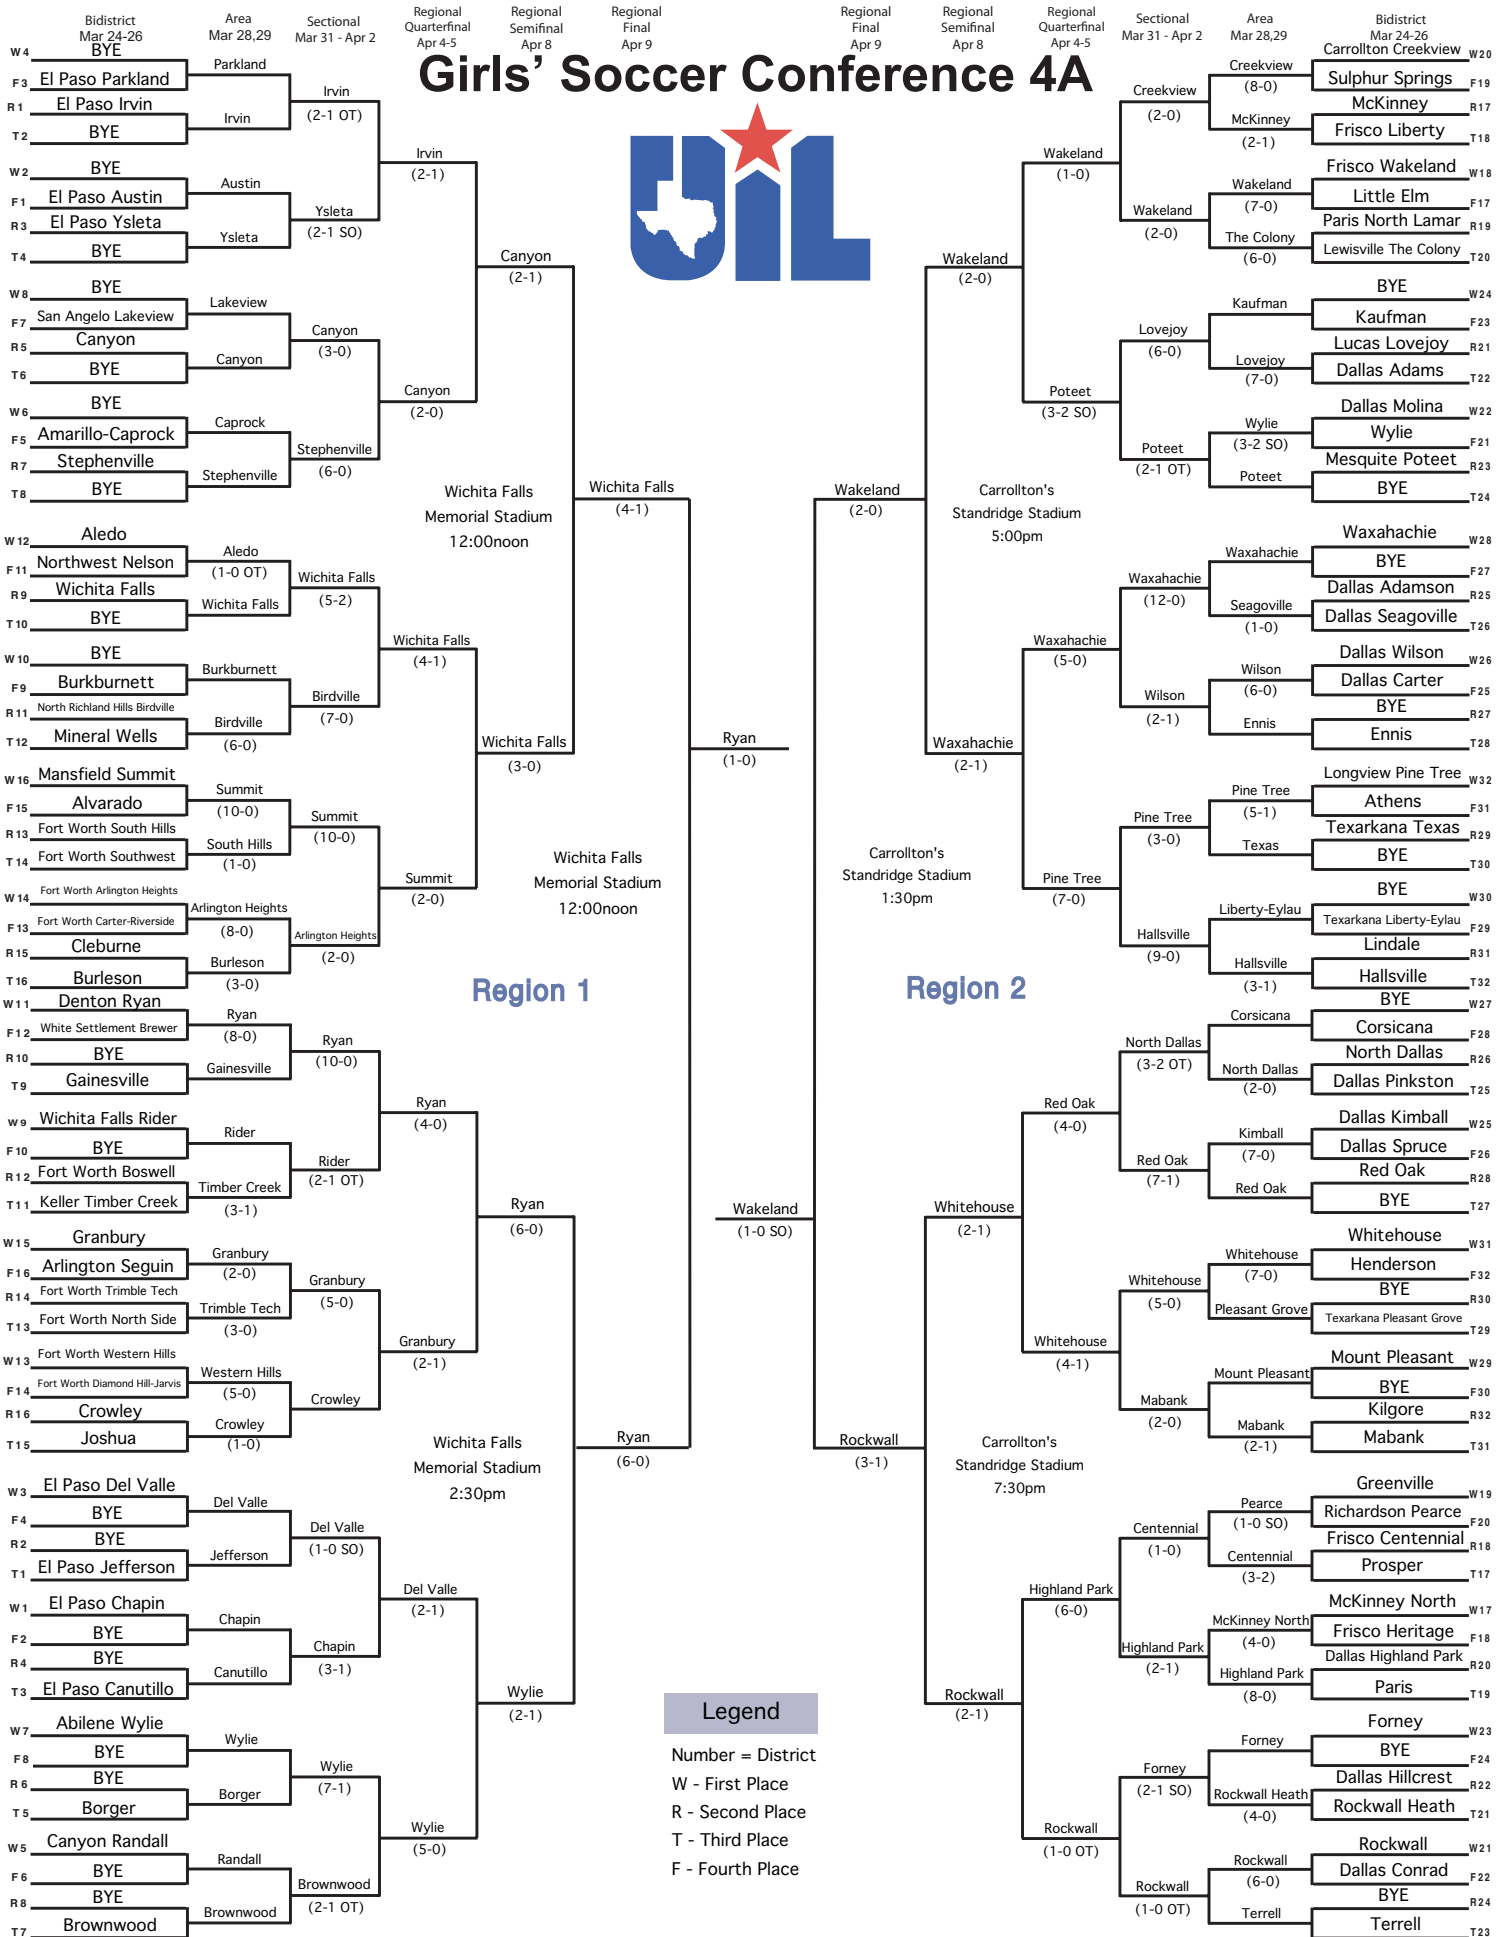 Girls' Soccer Conference 4A
UIL
Bidistrict
Mar 24-26
Area
Mar 28,29
Sectional
Mar 31 - Apr 2
Regional
Quarterfinal
Apr 4-5
Regional
Semifinal
Apr 8
Regional
Final
Apr 9
W4 BYE
F3 El Paso Parkland
R1 El Paso Irvin
T2 BYE
W2 BYE
F1 El Paso Austin
R3 El Paso Ysleta
T4 BYE
W8 BYE
F7 San Angelo Lakeview
R5 Canyon
T6 BYE
W6 BYE
F5 Amarillo-Caprock
R7 Stephenville
T8 BYE
W12 Aledo
F11 Northwest Nelson
R9 Wichita Falls
T10 BYE
W10 BYE
F9 Burkburnett
R11 North Richland Hills Birdville
T12 Mineral Wells
W16 Mansfield Summit
F15 Alvarado
R13 Fort Worth South Hills
T14 Fort Worth Southwest
W14 Fort Worth Arlington Heights
F13 Fort Worth Carter-Riverside
R15 Cleburne
T16 Burleson
W11 Denton Ryan
F12 White Settlement Brewer
R10 BYE
T9 Gainesville
W9 Wichita Falls Rider
F10 BYE
R12 Fort Worth Boswell
T11 Keller Timber Creek
W15 Granbury
F16 Arlington Seguin
R14 Fort Worth Trimble Tech
T13 Fort Worth North Side
W13 Fort Worth Western Hills
F14 Fort Worth Diamond Hill-Jarvis
R16 Crowley
T15 Joshua
W3 El Paso Del Valle
F4 BYE
R2 BYE
T1 El Paso Jefferson
W1 El Paso Chapin
F2 BYE
R4 BYE
T3 El Paso Canutillo
W7 Abilene Wylie
F8 BYE
R6 BYE
T5 Borger
W5 Canyon Randall
F6 BYE
R8 BYE
T7 Brownwood
Parkland
Irvin
Austin
Ysleta
Lakeview
Canyon
Caprock
Stephenville
Aledo
(1-0 OT)
Wichita Falls
Burkburnett
Birdville
(6-0)
Summit
(10-0)
South Hills
(1-0)
Arlington Heights
(8-0)
Burleson
(3-0)
Ryan
(8-0)
Gainesville
Rider
Timber Creek
(3-1)
Granbury
(2-0)
Trimble Tech
(3-0)
Western Hills
(5-0)
Crowley
(1-0)
Del Valle
Jefferson
Chapin
Canutillo
Wylie
Borger
Randall
Brownwood
Irvin
(2-1 OT)
Ysleta
(2-1 SO)
Canyon
(3-0)
Stephenville
(6-0)
Wichita Falls
(5-2)
Birdville
(7-0)
Summit
(10-0)
Arlington Heights
(2-0)
Ryan
(10-0)
Rider
(2-1 OT)
Granbury
(5-0)
Crowley
Del Valle
(1-0 SO)
Chapin
(3-1)
Wylie
(7-1)
Brownwood
(2-1 OT)
Irvin
(2-1)
Canyon
(2-0)
Wichita Falls
(4-1)
Summit
(2-0)
Ryan
(4-0)
Granbury
(2-1)
Del Valle
(2-1)
Wylie
(5-0)
Canyon
(2-1)
Wichita Falls
(3-0)
Ryan
(6-0)
Wylie
(2-1)
Wichita Falls
Memorial Stadium
12:00noon
Wichita Falls
(4-1)
Wichita Falls
Memorial Stadium
12:00noon
Ryan
(1-0)
Region 1
Wichita Falls
Memorial Stadium
2:30pm
Ryan
(6-0)
Regional
Final
Apr 9
Regional
Semifinal
Apr 8
Regional
Quarterfinal
Apr 4-5
Sectional
Mar 31 - Apr 2
Area
Mar 28,29
Bidistrict
Mar 24-26
Carrollton Creekview W20
Sulphur Springs F19
McKinney R17
Frisco Liberty T18
Frisco Wakeland W18
Little Elm F17
Paris North Lamar R19
Lewisville The Colony T20
BYE W24
Kaufman F23
Lucas Lovejoy R21
Dallas Adams T22
Dallas Molina W22
Wylie F21
Mesquite Poteet R23
BYE T24
Waxahachie W28
BYE F27
Dallas Adamson R25
Dallas Seagoville T26
Dallas Wilson W26
Dallas Carter F25
BYE R27
Ennis T28
Longview Pine Tree W32
Athens F31
Texarkana Texas R29
BYE T30
BYE W30
Texarkana Liberty-Eylau F29
Lindale R31
Hallsville T32
BYE W27
Corsicana F28
North Dallas R26
Dallas Pinkston T25
Dallas Kimball W25
Dallas Spruce F26
Red Oak R28
BYE T27
Whitehouse W31
Henderson F32
BYE R30
Texarkana Pleasant Grove T29
Mount Pleasant W29
BYE F30
Kilgore R32
Mabank T31
Greenville W19
Richardson Pearce F20
Frisco Centennial R18
Prosper T17
McKinney North W17
Frisco Heritage F18
Dallas Highland Park R20
Paris T19
Forney W23
BYE F24
Dallas Hillcrest R22
Rockwall Heath T21
Rockwall W21
Dallas Conrad F22
BYE R24
Terrell T23
Creekview
(8-0)
McKinney
(2-1)
Wakeland
(7-0)
The Colony
(6-0)
Kaufman
Lovejoy
(7-0)
Wylie
(3-2 SO)
Poteet
Waxahachie
Seagoville
(1-0)
Wilson
(6-0)
Ennis
Pine Tree
(5-1)
Texas
Liberty-Eylau
Hallsville
(3-1)
Corsicana
North Dallas
(2-0)
Kimball
(7-0)
Red Oak
Whitehouse
(7-0)
Pleasant Grove
Mount Pleasant
Mabank
(2-1)
Pearce
(1-0 SO)
Centennial
(3-2)
McKinney North
(4-0)
Highland Park
(8-0)
Forney
Rockwall Heath
(4-0)
Rockwall
(6-0)
Terrell
Creekview
(2-0)
Wakeland
(2-0)
Lovejoy
(6-0)
Poteet
(2-1 OT)
Waxahachie
(12-0)
Wilson
(2-1)
Pine Tree
(3-0)
Hallsville
(9-0)
North Dallas
(3-2 OT)
Red Oak
(7-1)
Whitehouse
(5-0)
Mabank
(2-0)
Centennial
(1-0)
Highland Park
(2-1)
Forney
(2-1 SO)
Rockwall
(1-0 OT)
Wakeland
(1-0)
Poteet
(3-2 SO)
Waxahachie
(5-0)
Pine Tree
(7-0)
Red Oak
(4-0)
Whitehouse
(4-1)
Highland Park
(6-0)
Rockwall
(1-0 OT)
Wakeland
(2-0)
Waxahachie
(2-1)
Whitehouse
(2-1)
Rockwall
(2-1)
Carrollton's
Standridge Stadium
5:00pm
Wakeland
(2-0)
Carrollton's
Standridge Stadium
1:30pm
Region 2
Wakeland
(1-0 SO)
Rockwall
(3-1)
Carrollton's
Standridge Stadium
7:30pm
Legend
Number = District
W - First Place
R - Second Place
T - Third Place
F - Fourth Place